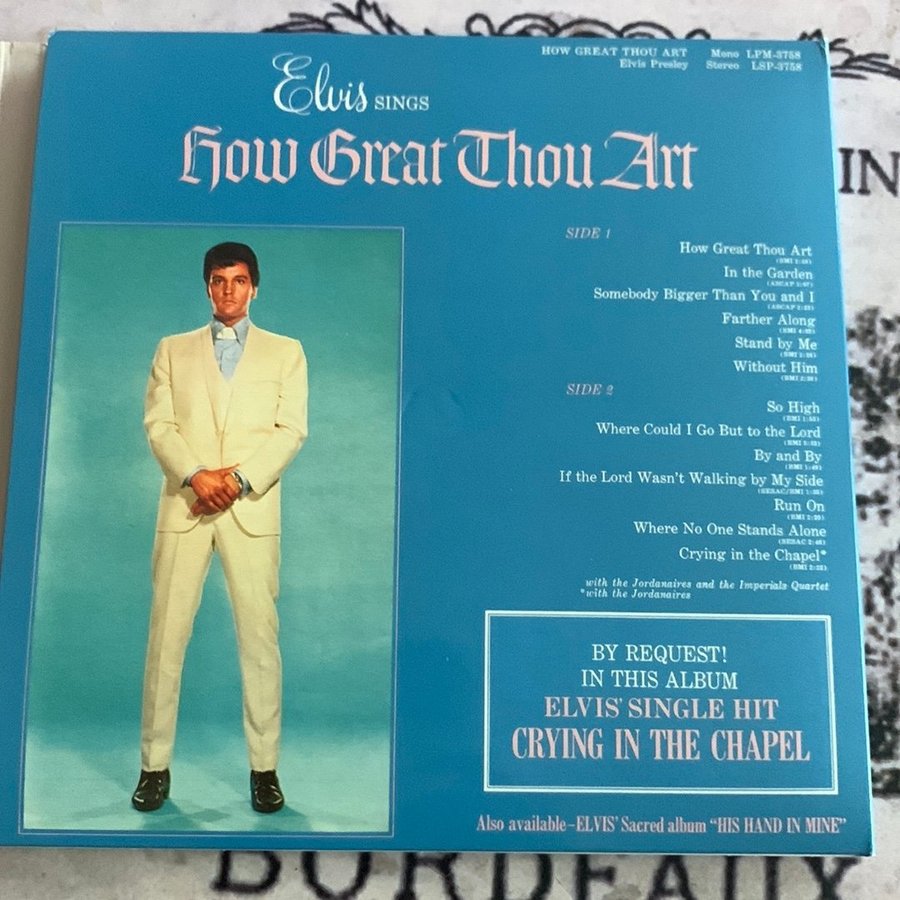 HOW GREAT THOU ART Mono LPM-3758
Elvis Presley Stereo LSP-3758
Elvis SINGS
How Great Thou Art
SIDE 1
How Great Thou Art
In the Garden
Somebody Bigger Than You and I
Farther Along
Stand by Me
Without Him
SIDE 2
So High
Where Could I Go But to the Lord
By and By
If the Lord Wasn't Walking by My Side
Run On
Where No One Stands Alone
Crying in the Chapel*
with the Jordanaires and the Imperials Quartet
*with the Jordanaires
BY REQUEST!
IN THIS ALBUM
ELVIS' SINGLE HIT
CRYING IN THE CHAPEL
Also available–ELVIS' Sacred album "HIS HAND IN MINE"
IN
BORDEAUX